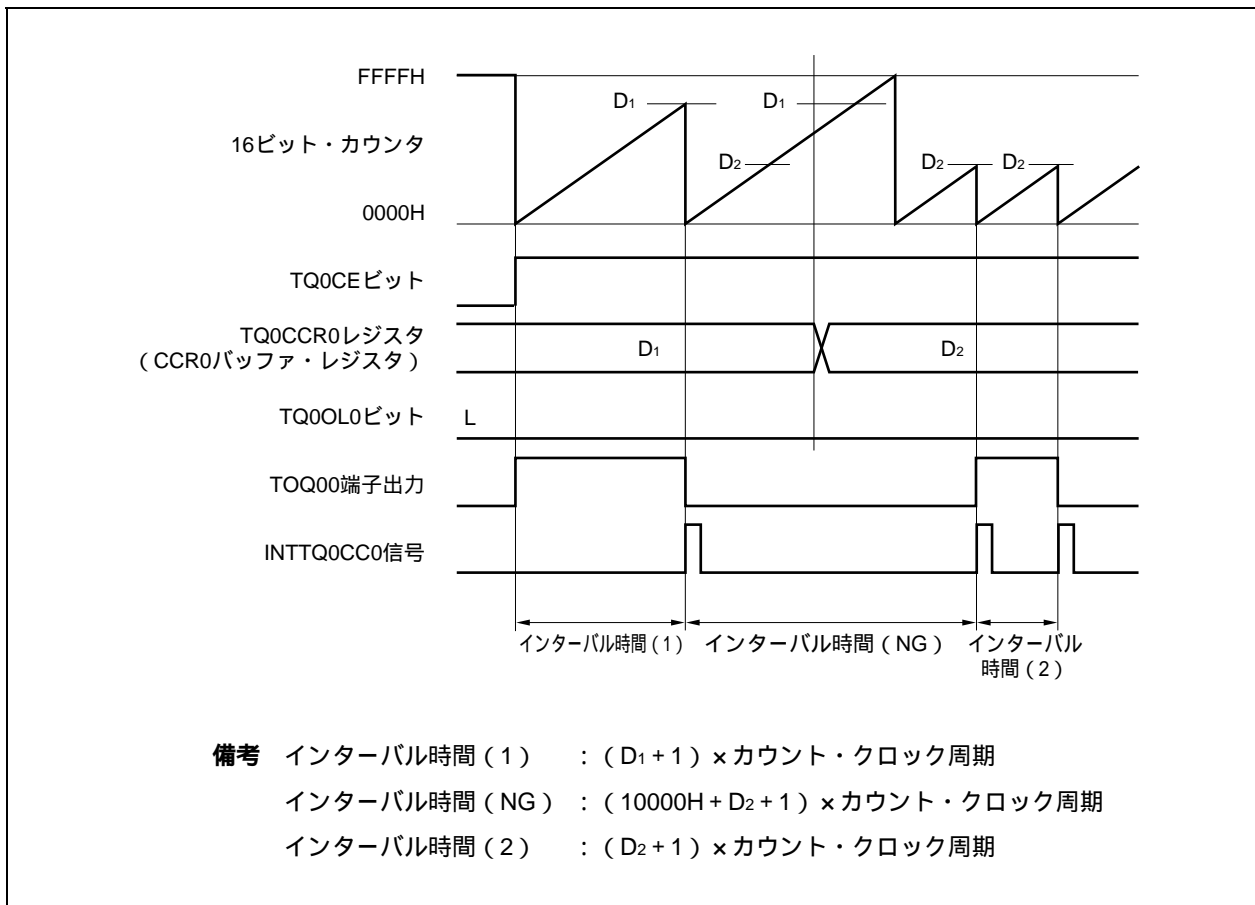 FFFFH
D1
D1
16ビット・カウンタ
D2
D2
D2
0000H
TQ0CEビット
TQ0CCR0レジスタ
（CCR0バッファ・レジスタ）
D1
D2
TQ0OL0ビット
L
TOQ00端子出力
INTTQ0CC0信号
インターバル時間（1）
インターバル時間（NG）
インターバル
時間（2）
備考 インターバル時間（1） ：（D1＋1）×カウント・クロック周期
インターバル時間（NG）：（10000H＋D2＋1）×カウント・クロック周期
インターバル時間（2） ：（D2＋1）×カウント・クロック周期